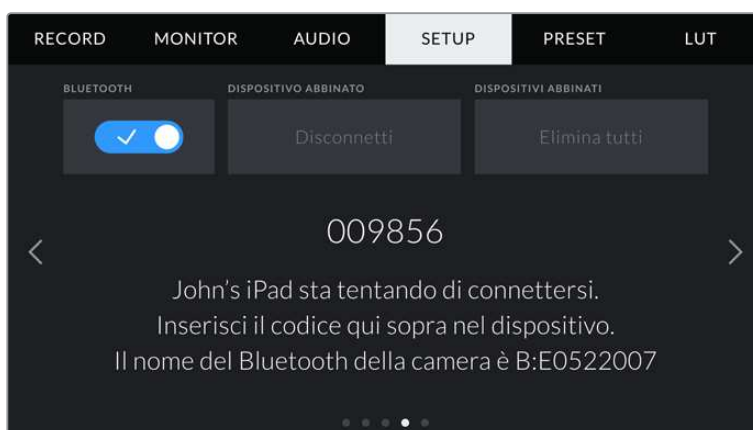 RECORD MONITOR AUDIO SETUP PRESET LUT
BLUETOOTH DISPOSITIVO ABBINATO DISPOSITIVI ABBINATI
Disconnetti Elimina tutti
009856
John's iPad sta tentando di connettersi.
Inserisci il codice qui sopra nel dispositivo.
Il nome del Bluetooth della camera è B:E0522007